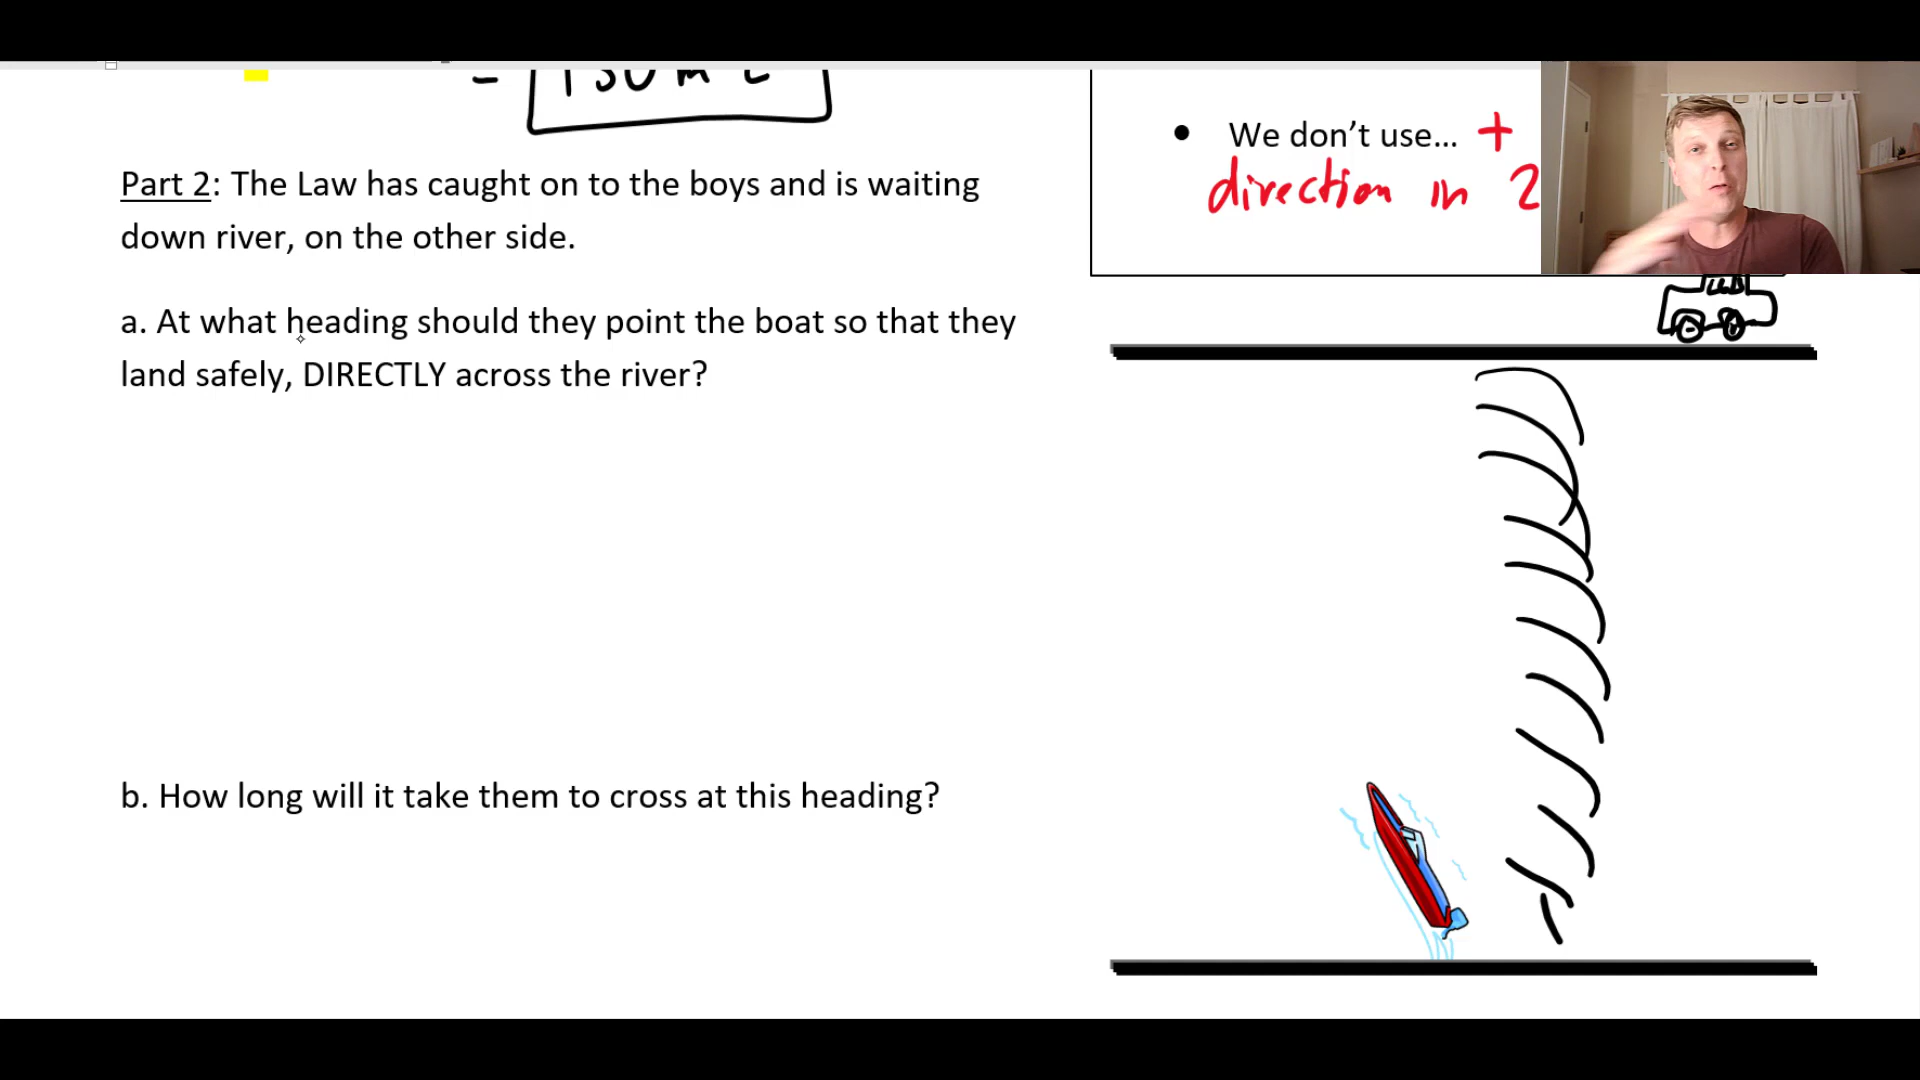 We don’t use... +
direction in 2
Part 2: The Law has caught on to the boys and is waiting
down river, on the other side.
a. At what heading should they point the boat so that they
land safely, DIRECTLY across the river?
b. How long will it take them to cross at this heading?